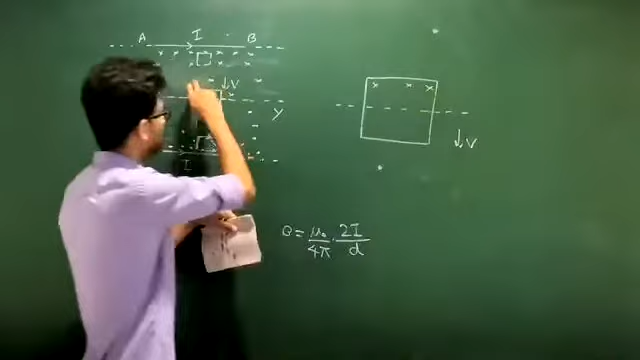 A I B
V
Y
I
V
B = μ₀/4π · 2I/d